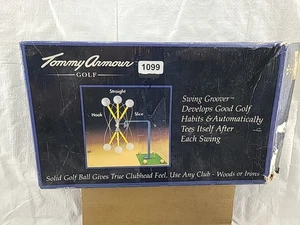 Tommy Armour
GOLF
1099
Straight
Hook
Slice
Swing Groover™
Develops Good Golf
Habits & Automatically
Tees Itself After
Each Swing
Solid Golf Ball Gives True Clubhead Feel, Use Any Club - Woods or Irons